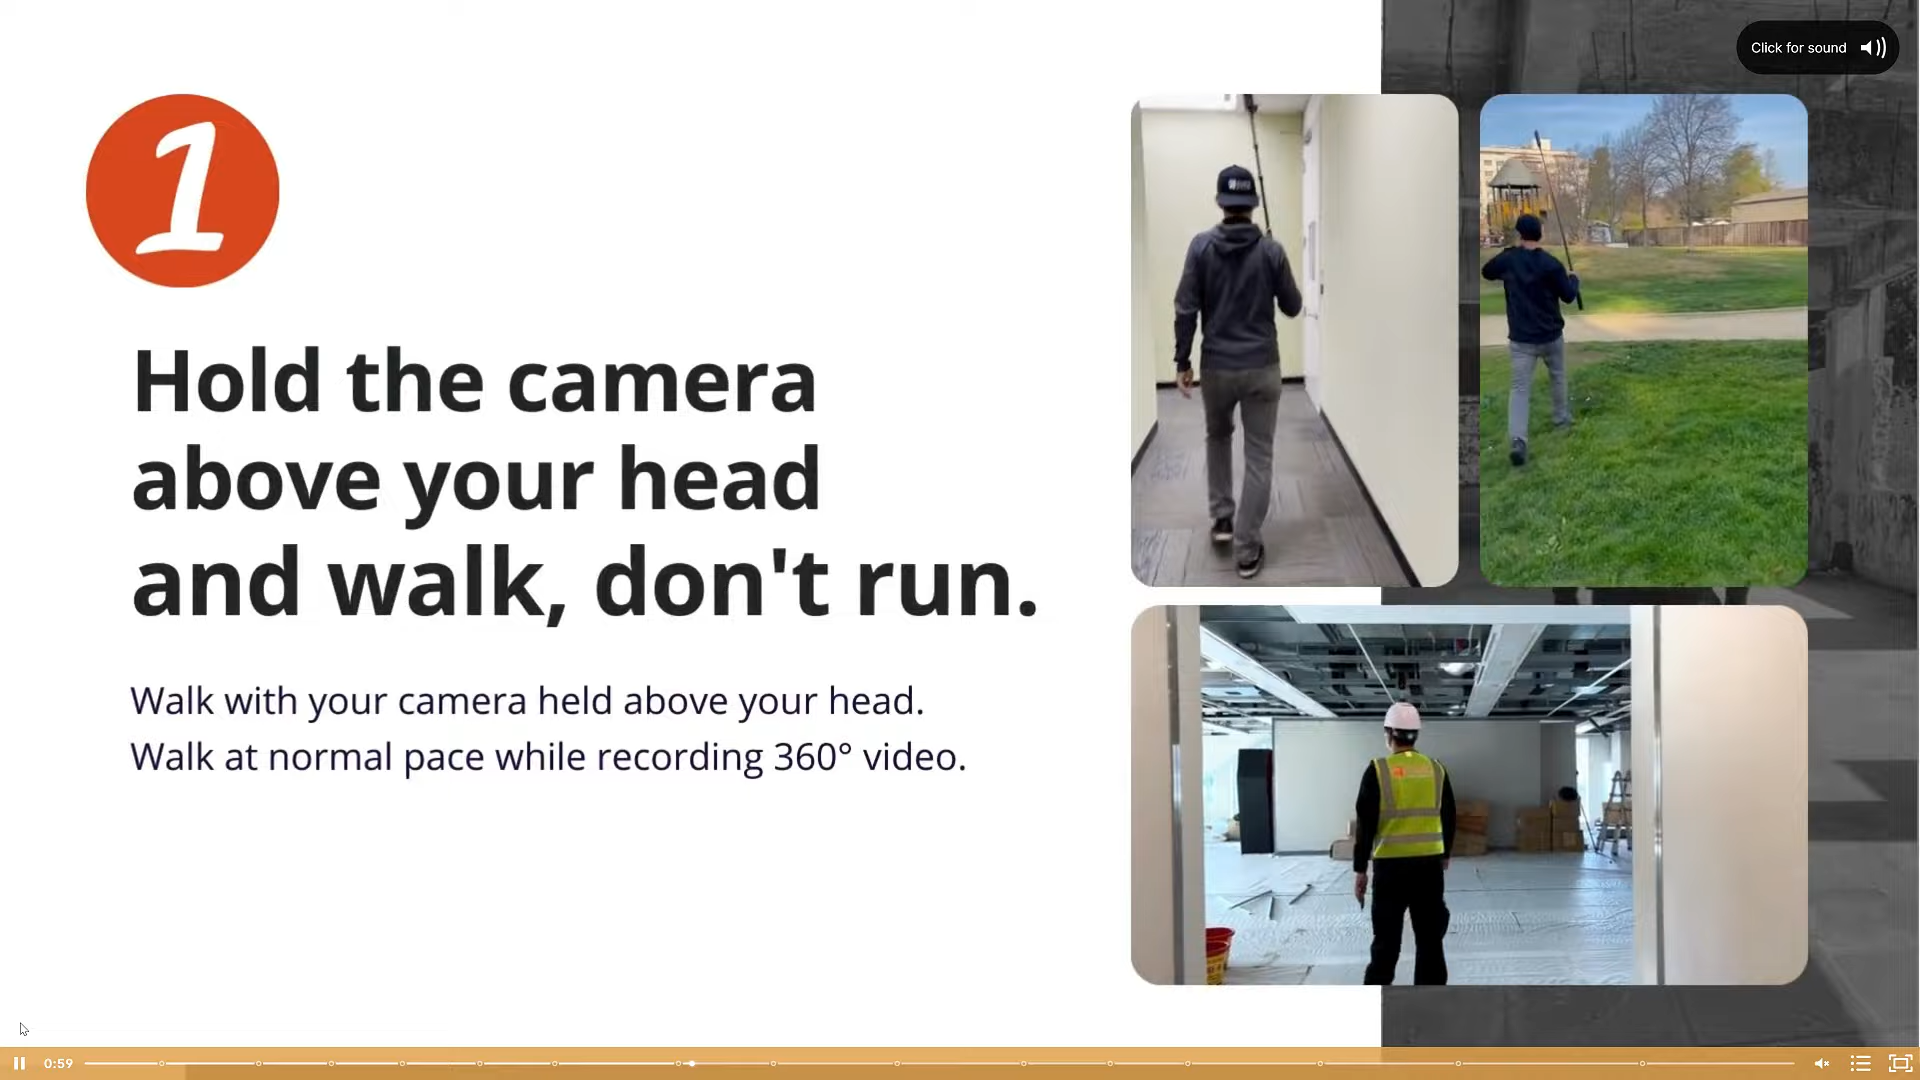 Click for sound
1
Hold the camera
above your head
and walk, don't run.
Walk with your camera held above your head.
Walk at normal pace while recording 360° video.
0:59